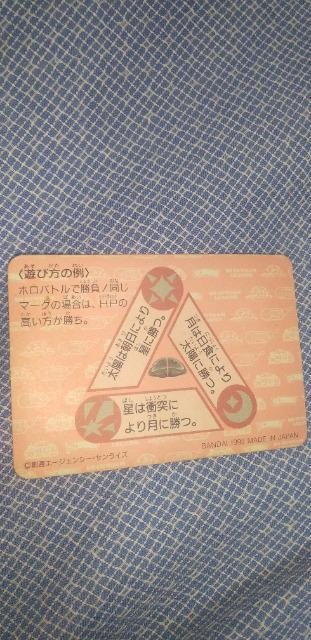 〈遊び方の例〉
ホロバトルで勝負!同じ
マークの場合は、H戸の
高い方が勝ち。
太陽は朝日により
星に勝つ。
月は日食により
太陽に勝つ。
星は衝突に
より月に勝つ。
©創通エージェンシー・サンライズ
BANDAI 1993 MADE IN JAPAN